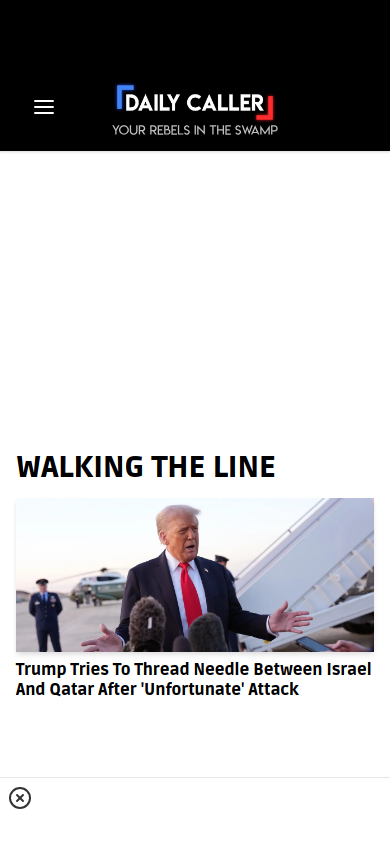 DAILY CALLER
YOUR REBELS IN THE SWAMP
WALKING THE LINE
Trump Tries To Thread Needle Between Israel
And Qatar After 'Unfortunate' Attack